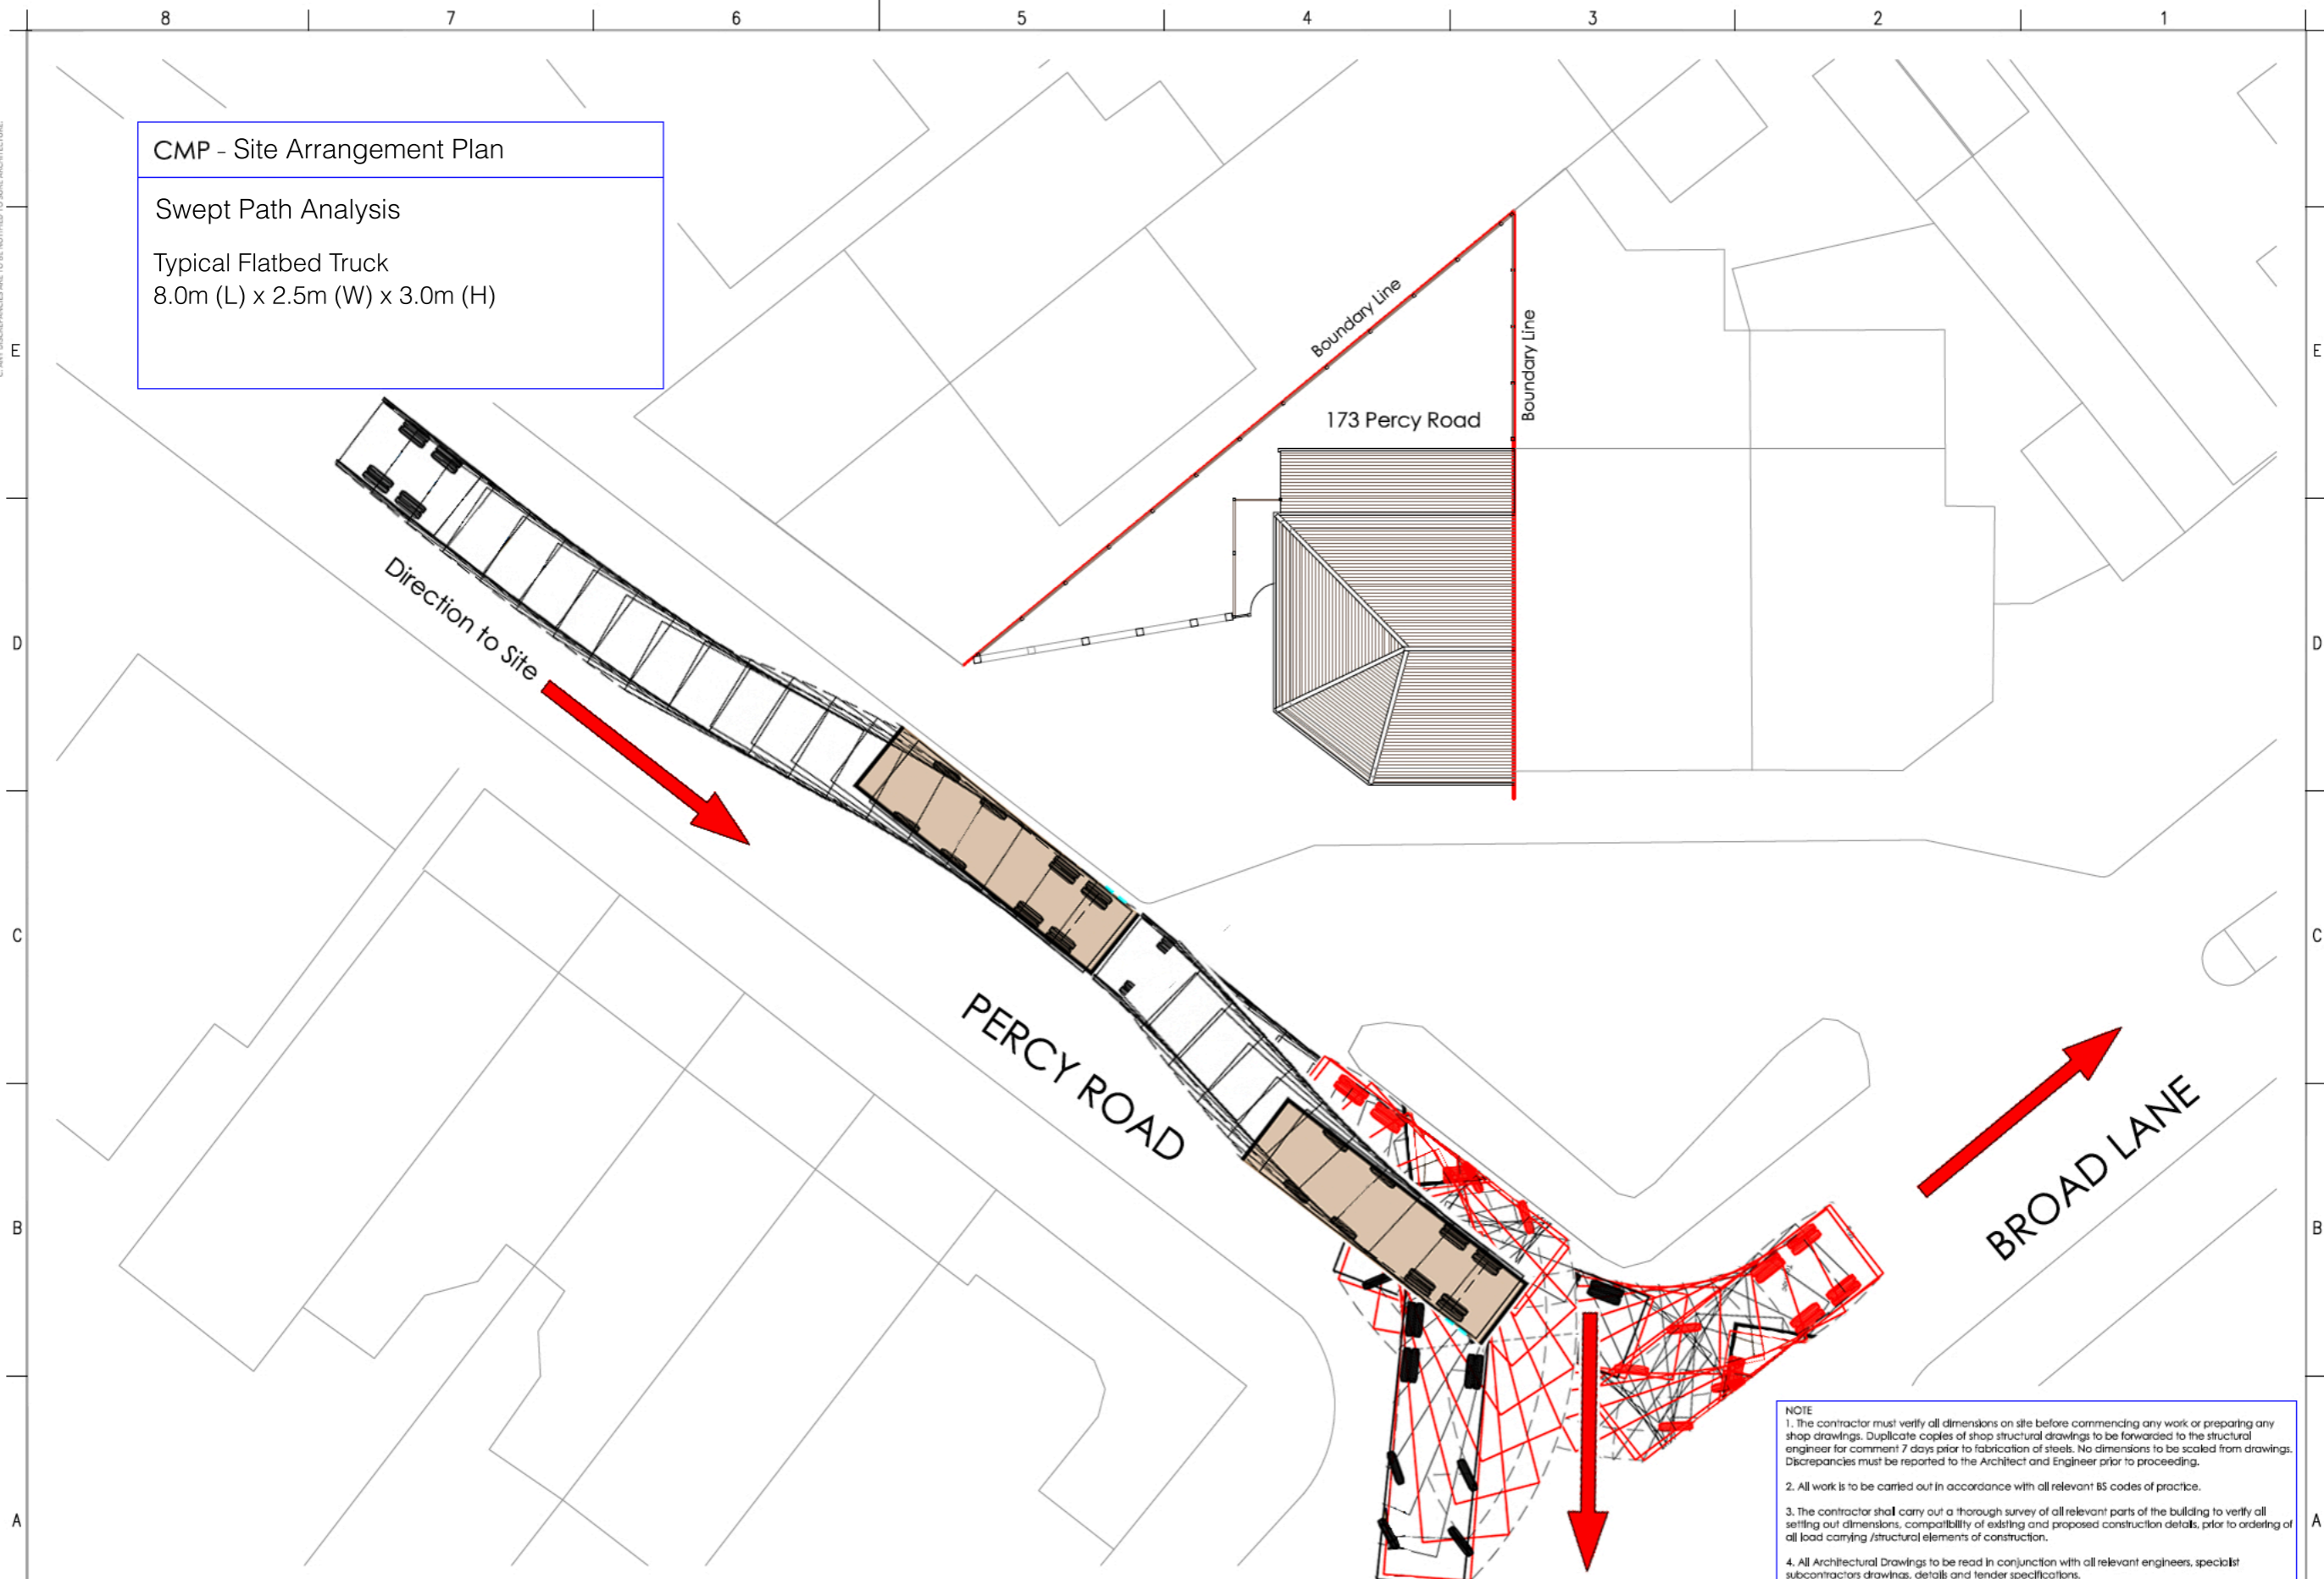 8 7 6 5 4 3 2 1
CMP - Site Arrangement Plan
Swept Path Analysis
Typical Flatbed Truck
8.0m (L) x 2.5m (W) x 3.0m (H)
E
E
Boundary Line
Boundary Line
173 Percy Road
D
D
Direction to Site
C
C
PERCY ROAD
BROAD LANE
B
B
A
A
NOTE
1. The contractor must verify all dimensions on site before commencing any work or preparing any
shop drawings. Duplicate copies of shop structural drawings to be forwarded to the structural
engineer for comment 7 days prior to fabrication of steels. No dimensions to be scaled from drawings.
Discrepancies must be reported to the Architect and Engineer prior to proceeding.
2. All work is to be carried out in accordance with all relevant BS codes of practice.
3. The contractor shall carry out a thorough survey of all relevant parts of the building to verify all
setting out dimensions, compatibility of existing and proposed construction details, prior to ordering of
all load carrying /structural elements of construction.
4. All Architectural Drawings to be read in conjunction with all relevant engineers, specialist
subcontractors drawings, details and tender specifications.